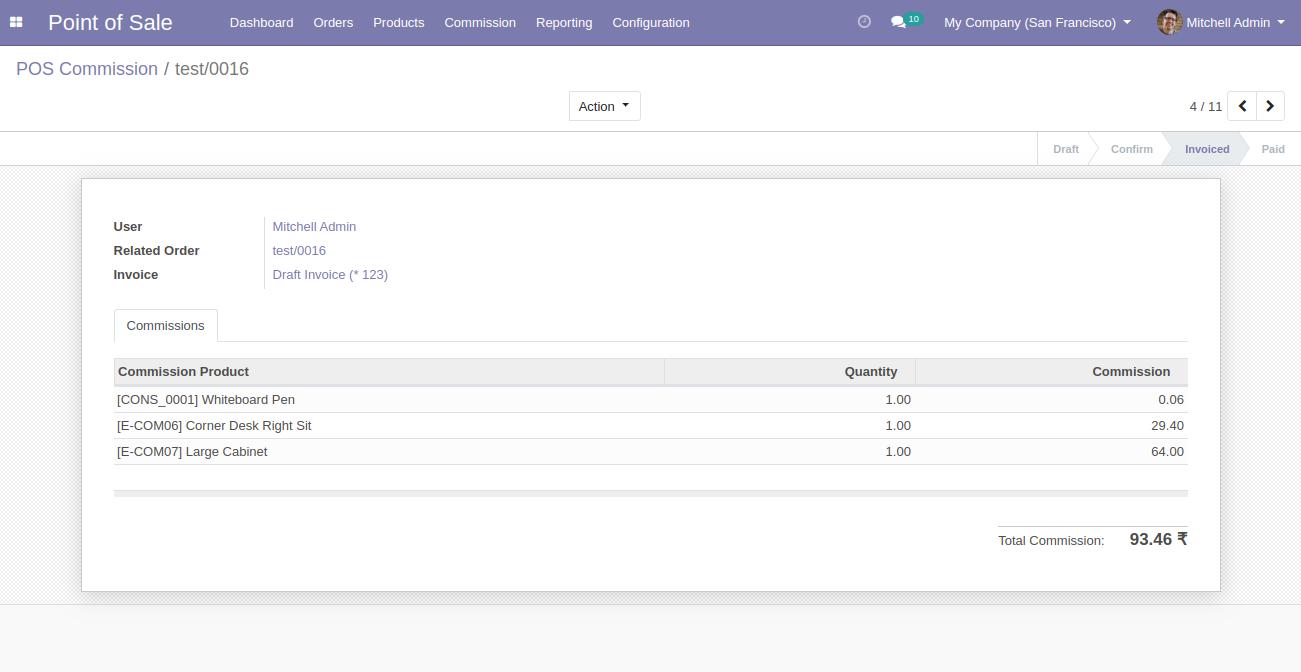 Point of Sale Dashboard Orders Products Commission Reporting Configuration 10 My Company (San Francisco) Mitchell Admin
POS Commission / test/0016
Action 4 / 11
Draft Confirm Invoiced Paid
User Mitchell Admin
Related Order test/0016
Invoice Draft Invoice (* 123)
Commissions
Commission Product Quantity Commission
[CONS_0001] Whiteboard Pen 1.00 0.06
[E-COM06] Corner Desk Right Sit 1.00 29.40
[E-COM07] Large Cabinet 1.00 64.00
Total Commission: 93.46 ₹